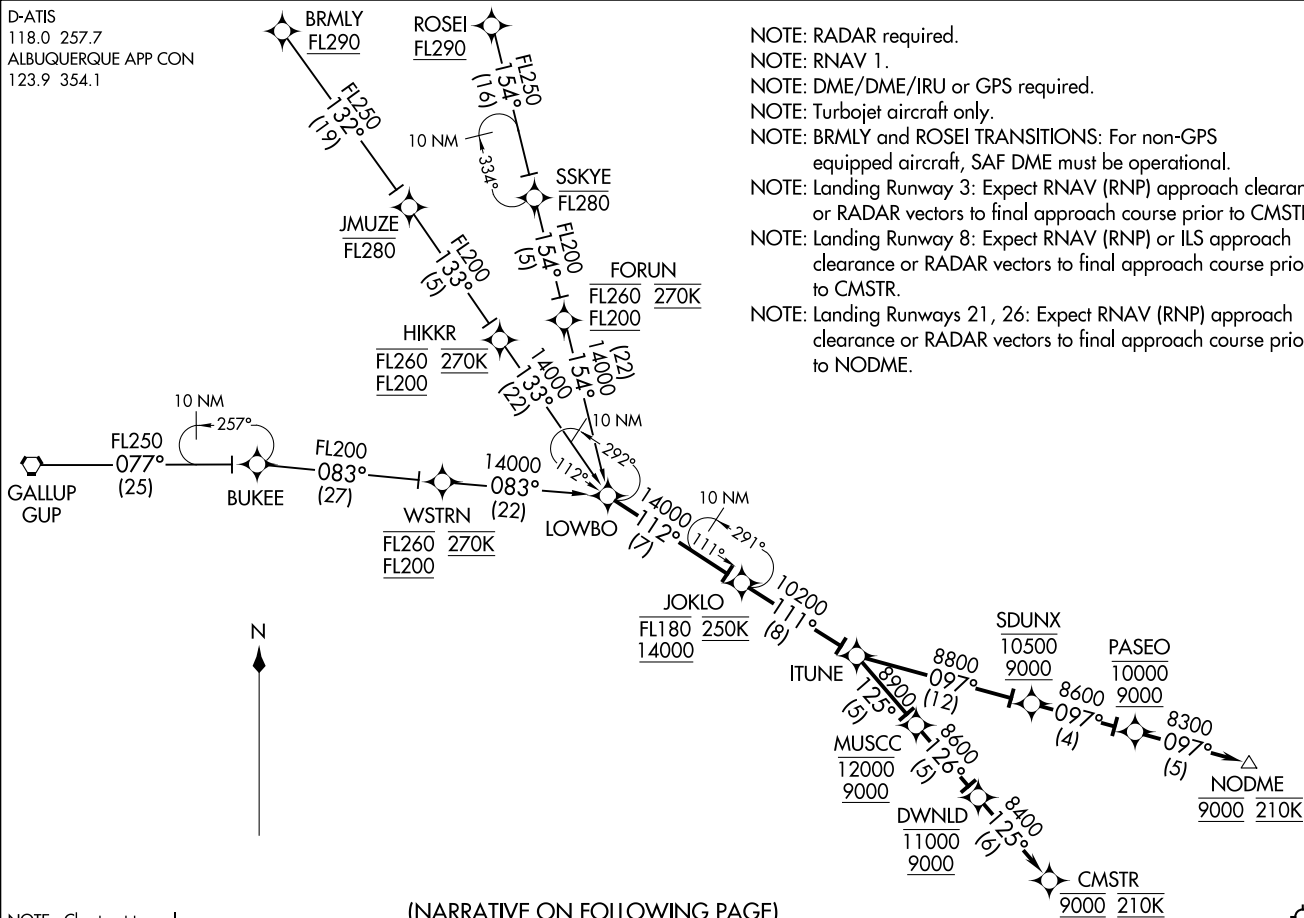 D-ATIS
118.0 257.7
ALBUQUERQUE APP CON
123.9 354.1
BRMLY
FL290
ROSEI
FL290
NOTE: RADAR required.
NOTE: RNAV 1.
NOTE: DME/DME/IRU or GPS required.
NOTE: Turbojet aircraft only.
NOTE: BRMLY and ROSEI TRANSITIONS: For non-GPS
equipped aircraft, SAF DME must be operational.
NOTE: Landing Runway 3: Expect RNAV (RNP) approach
or RADAR vectors to final approach course prior to
NOTE: Landing Runway 8: Expect RNAV (RNP) or ILS approach
clearance or RADAR vectors to final approach course
to CMSTR.
NOTE: Landing Runways 21, 26: Expect RNAV (RNP) approach
clearance or RADAR vectors to final approach course
to NODME.
FL250
132°
(19)
FL250
154°
(16)
10 NM
334°
SSKYE
FL280
JMUZE
FL280
FL200
133°
(5)
FL200
154°
(5)
FORUN
FL260 270K
FL200
HIKKR
FL260 270K
FL200
14000
133°
(22)
(22)
14000
154°
10 NM
257°
10 NM
292°
112°
FL250
077°
(25)
GALLUP
GUP
BUKEE
FL200
083°
(27)
WSTRN
FL260 270K
FL200
14000
083°
(22)
LOWBO
14000
112°
(7)
10 NM
291°
111°
JOKLO
FL180 250K
14000
10200
111°
(8)
ITUNE
8800
097°
(12)
SDUNX
10500
9000
8600
097°
(4)
PASEO
10000
9000
8300
097°
(5)
NODME
9000 210K
8900
125°
(5)
MUSCC
12000
9000
8600
126°
(5)
DWNLD
11000
9000
8400
125°
(6)
CMSTR
9000 210K
N
(NARRATIVE ON FOLLOWING PAGE)